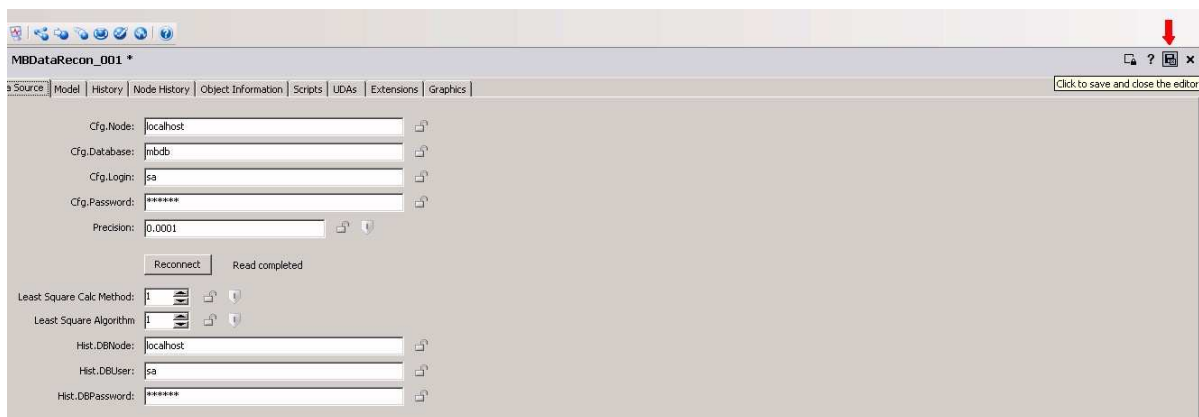 MBDataRecon_001 *
?
Click to save and close the editor
a Source Model History Node History Object Information Scripts UDAs Extensions Graphics
Cfg.Node: localhost
Cfg.Database: mbdb
Cfg.Login: sa
Cfg.Password: ******
Precision: 0.0001
Reconnect Read completed
Least Square Calc Method: 1
Least Square Algorithm 1
Hist.DBNode: localhost
Hist.DBUser: sa
Hist.DBPassword: ******